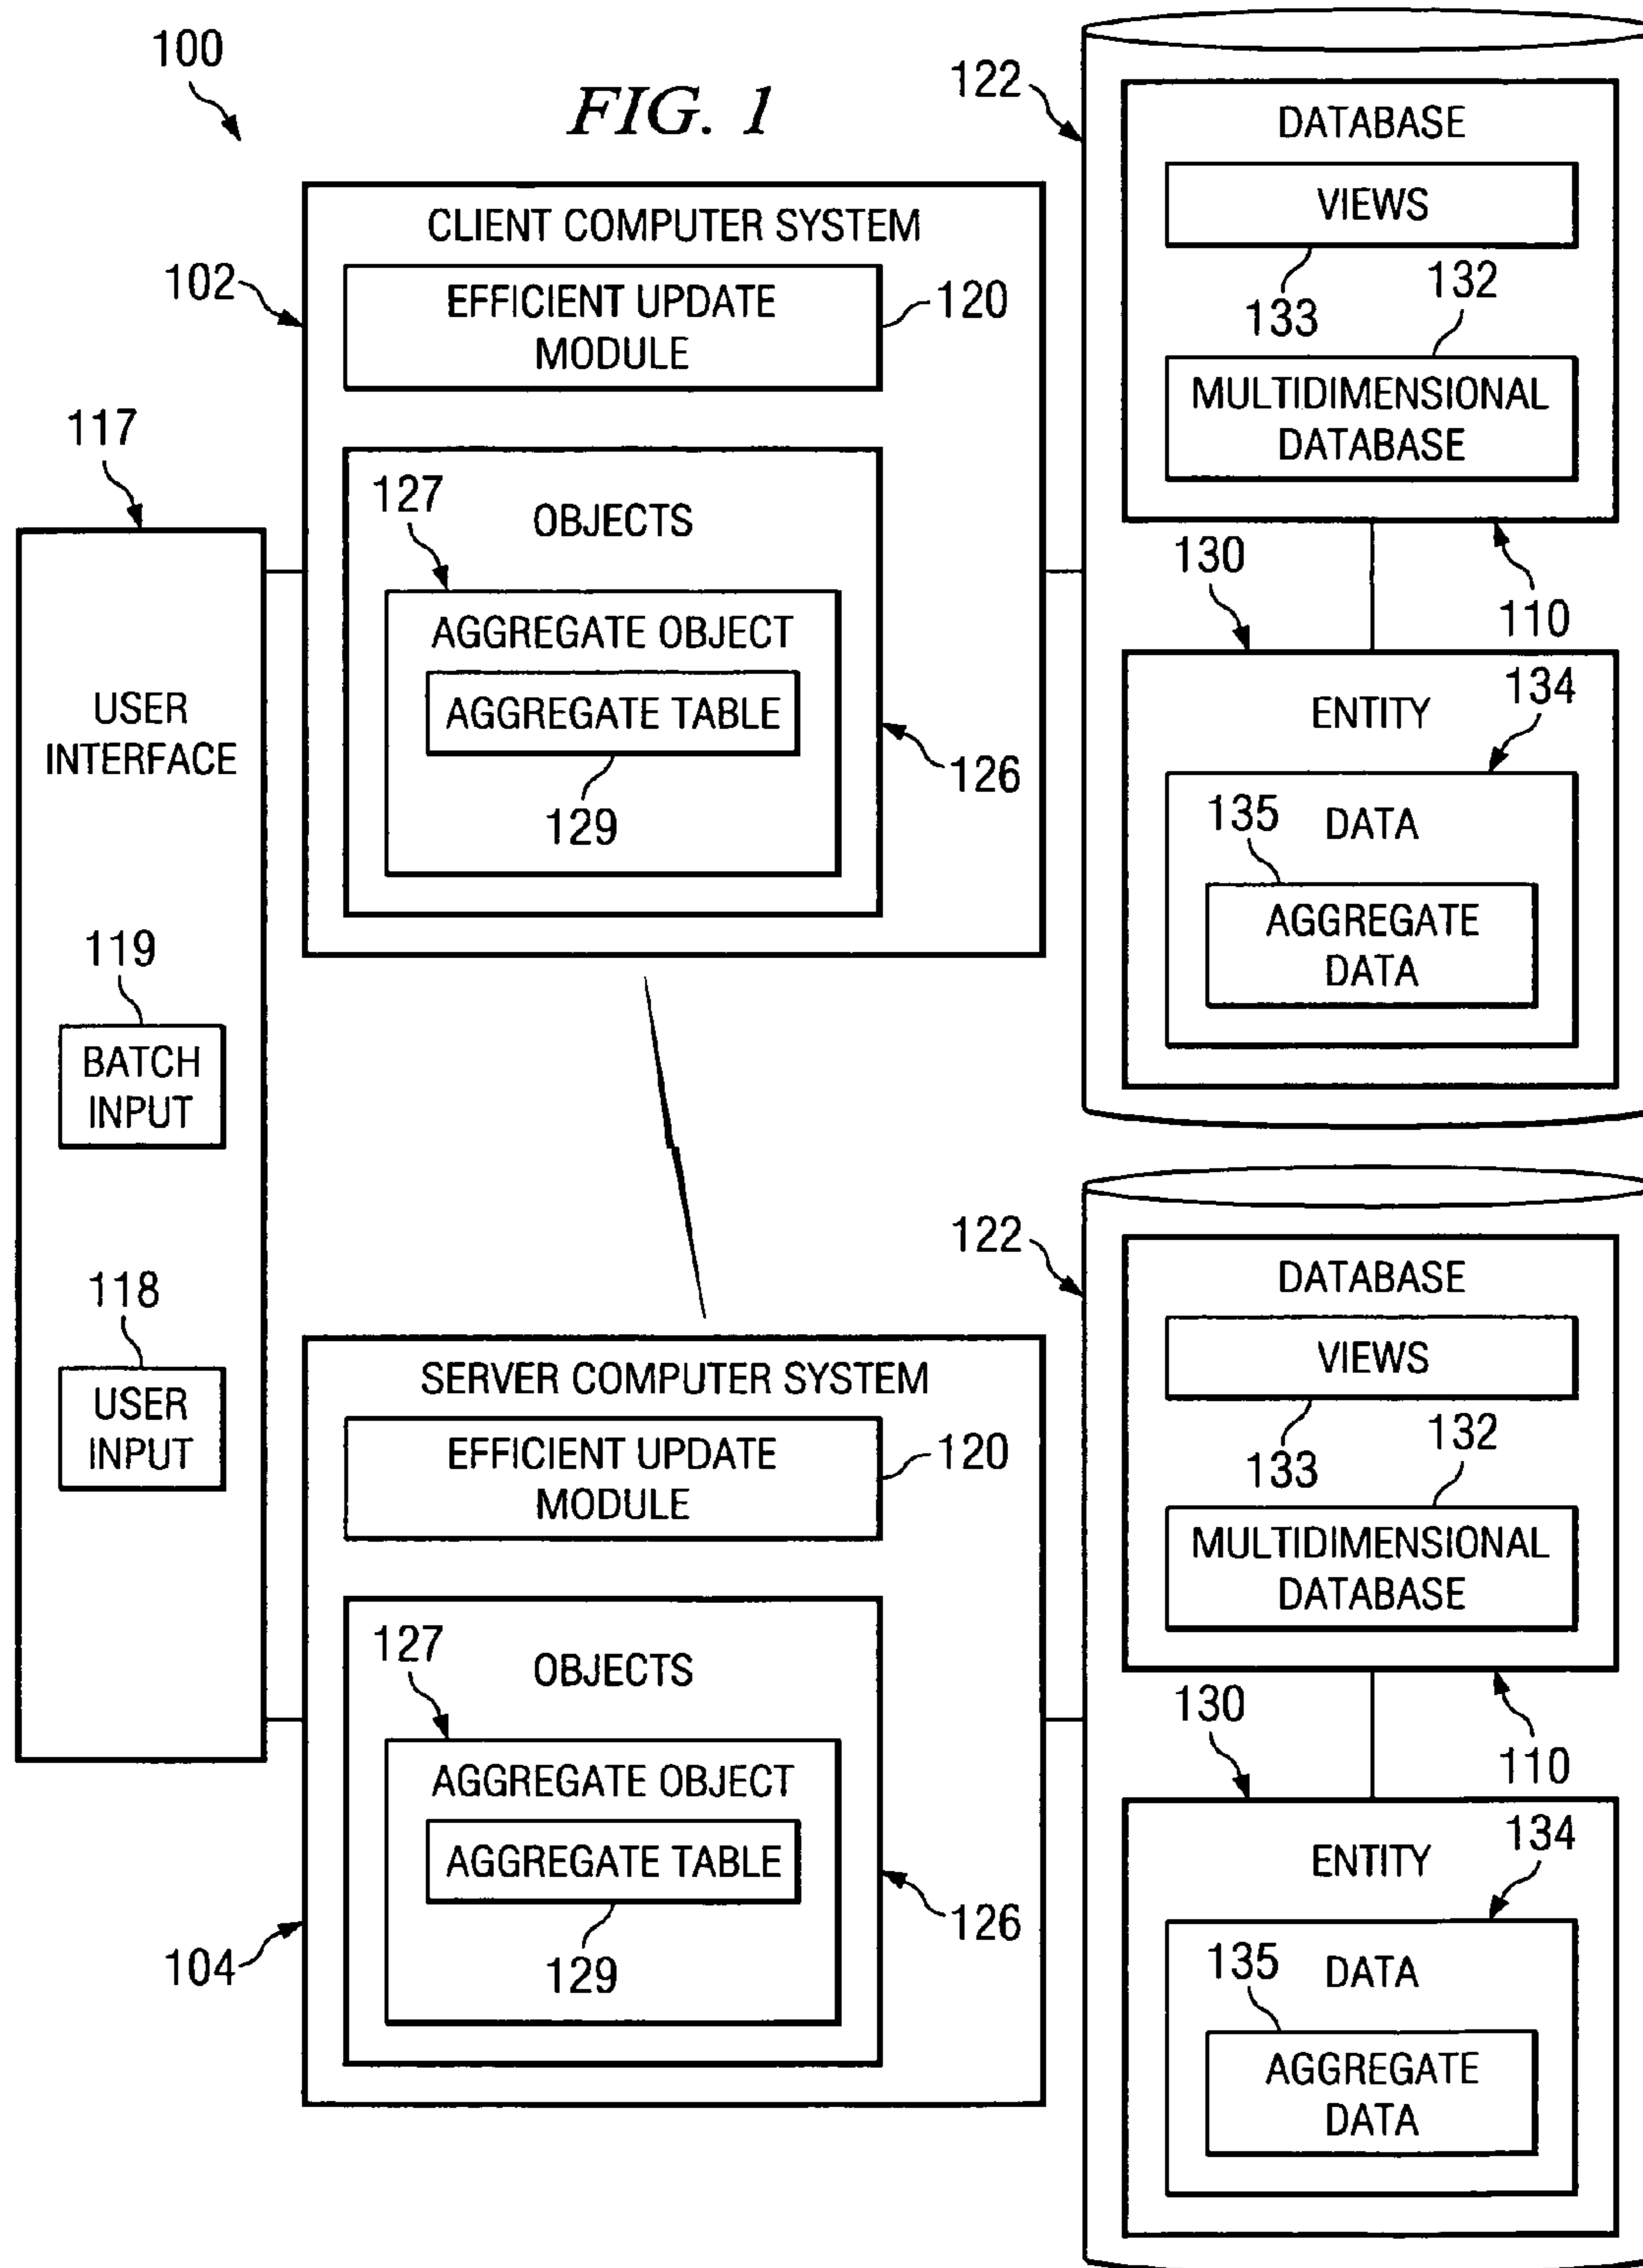 100
FIG. 1
117
USER
INTERFACE
119
BATCH
INPUT
118
USER
INPUT
CLIENT COMPUTER SYSTEM
102
EFFICIENT UPDATE
MODULE
120
OBJECTS
127
AGGREGATE OBJECT
AGGREGATE TABLE
129
126
122
DATABASE
VIEWS
133
132
MULTIDIMENSIONAL
DATABASE
110
130
ENTITY
134
DATA
135
AGGREGATE
DATA
SERVER COMPUTER SYSTEM
104
EFFICIENT UPDATE
MODULE
120
OBJECTS
127
AGGREGATE OBJECT
AGGREGATE TABLE
129
126
122
DATABASE
VIEWS
133
132
MULTIDIMENSIONAL
DATABASE
110
130
ENTITY
134
DATA
135
AGGREGATE
DATA